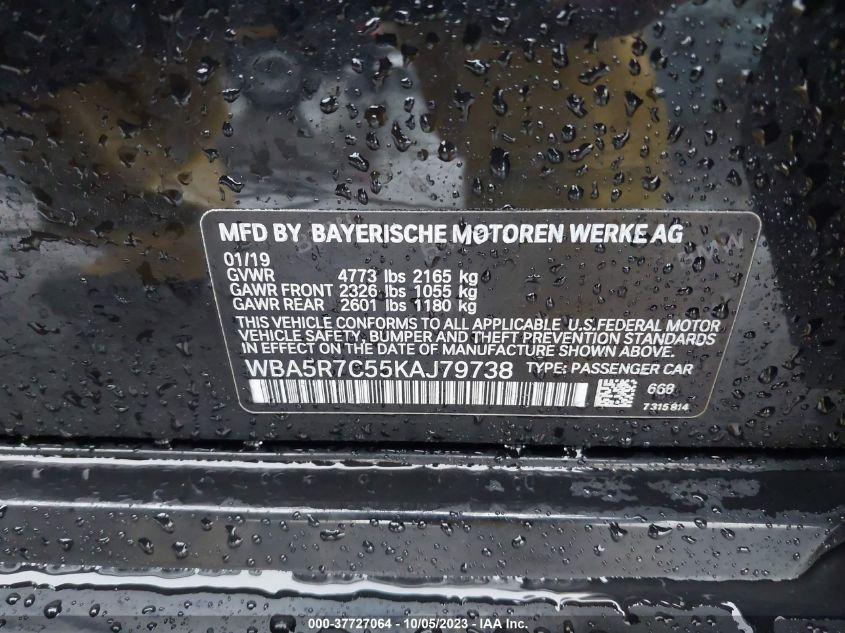 MFD BY BAYERISCHE MOTOREN WERKE AG
01/19
GVWR 4773 lbs 2165 kg
GAWR FRONT 2326 lbs 1055 kg
GAWR REAR 2601 lbs 1180 kg
THIS VEHICLE CONFORMS TO ALL APPLICABLE U.S.FEDERAL MOTOR
VEHICLE SAFETY, BUMPER AND THEFT PREVENTION STANDARDS
IN EFFECT ON THE DATE OF MANUFACTURE SHOWN ABOVE.
WBA5R7C55KAJ79738 TYPE: PASSENGER CAR
668
7315814
000-37727064 - 10/05/2023 - IAA Inc.